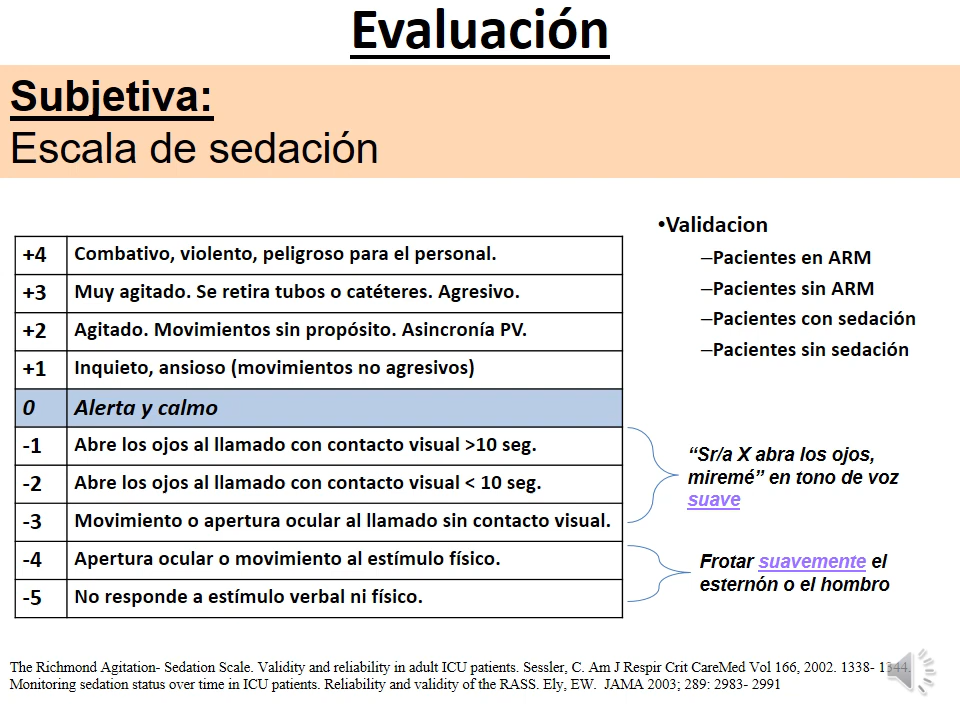 Evaluación
Subjetiva:
Escala de sedación
+4 Combativo, violento, peligroso para el personal.
+3 Muy agitado. Se retira tubos o catéteres. Agresivo.
+2 Agitado. Movimientos sin propósito. Asincronía PV.
+1 Inquieto, ansioso (movimientos no agresivos)
0 Alerta y calmo
-1 Abre los ojos al llamado con contacto visual >10 seg.
-2 Abre los ojos al llamado con contacto visual < 10 seg.
-3 Movimiento o apertura ocular al llamado sin contacto visual.
-4 Apertura ocular o movimiento al estímulo físico.
-5 No responde a estímulo verbal ni físico.
•Validacion
–Pacientes en ARM
–Pacientes sin ARM
–Pacientes con sedación
–Pacientes sin sedación
“Sr/a X abra los ojos,
miremé” en tono de voz
suave
Frotar suavemente el
esternón o el hombro
The Richmond Agitation- Sedation Scale. Validity and reliability in adult ICU patients. Sessler, C. Am J Respir Crit CareMed Vol 166, 2002. 1338- 1344.
Monitoring sedation status over time in ICU patients. Reliability and validity of the RASS. Ely, EW. JAMA 2003; 289: 2983- 2991